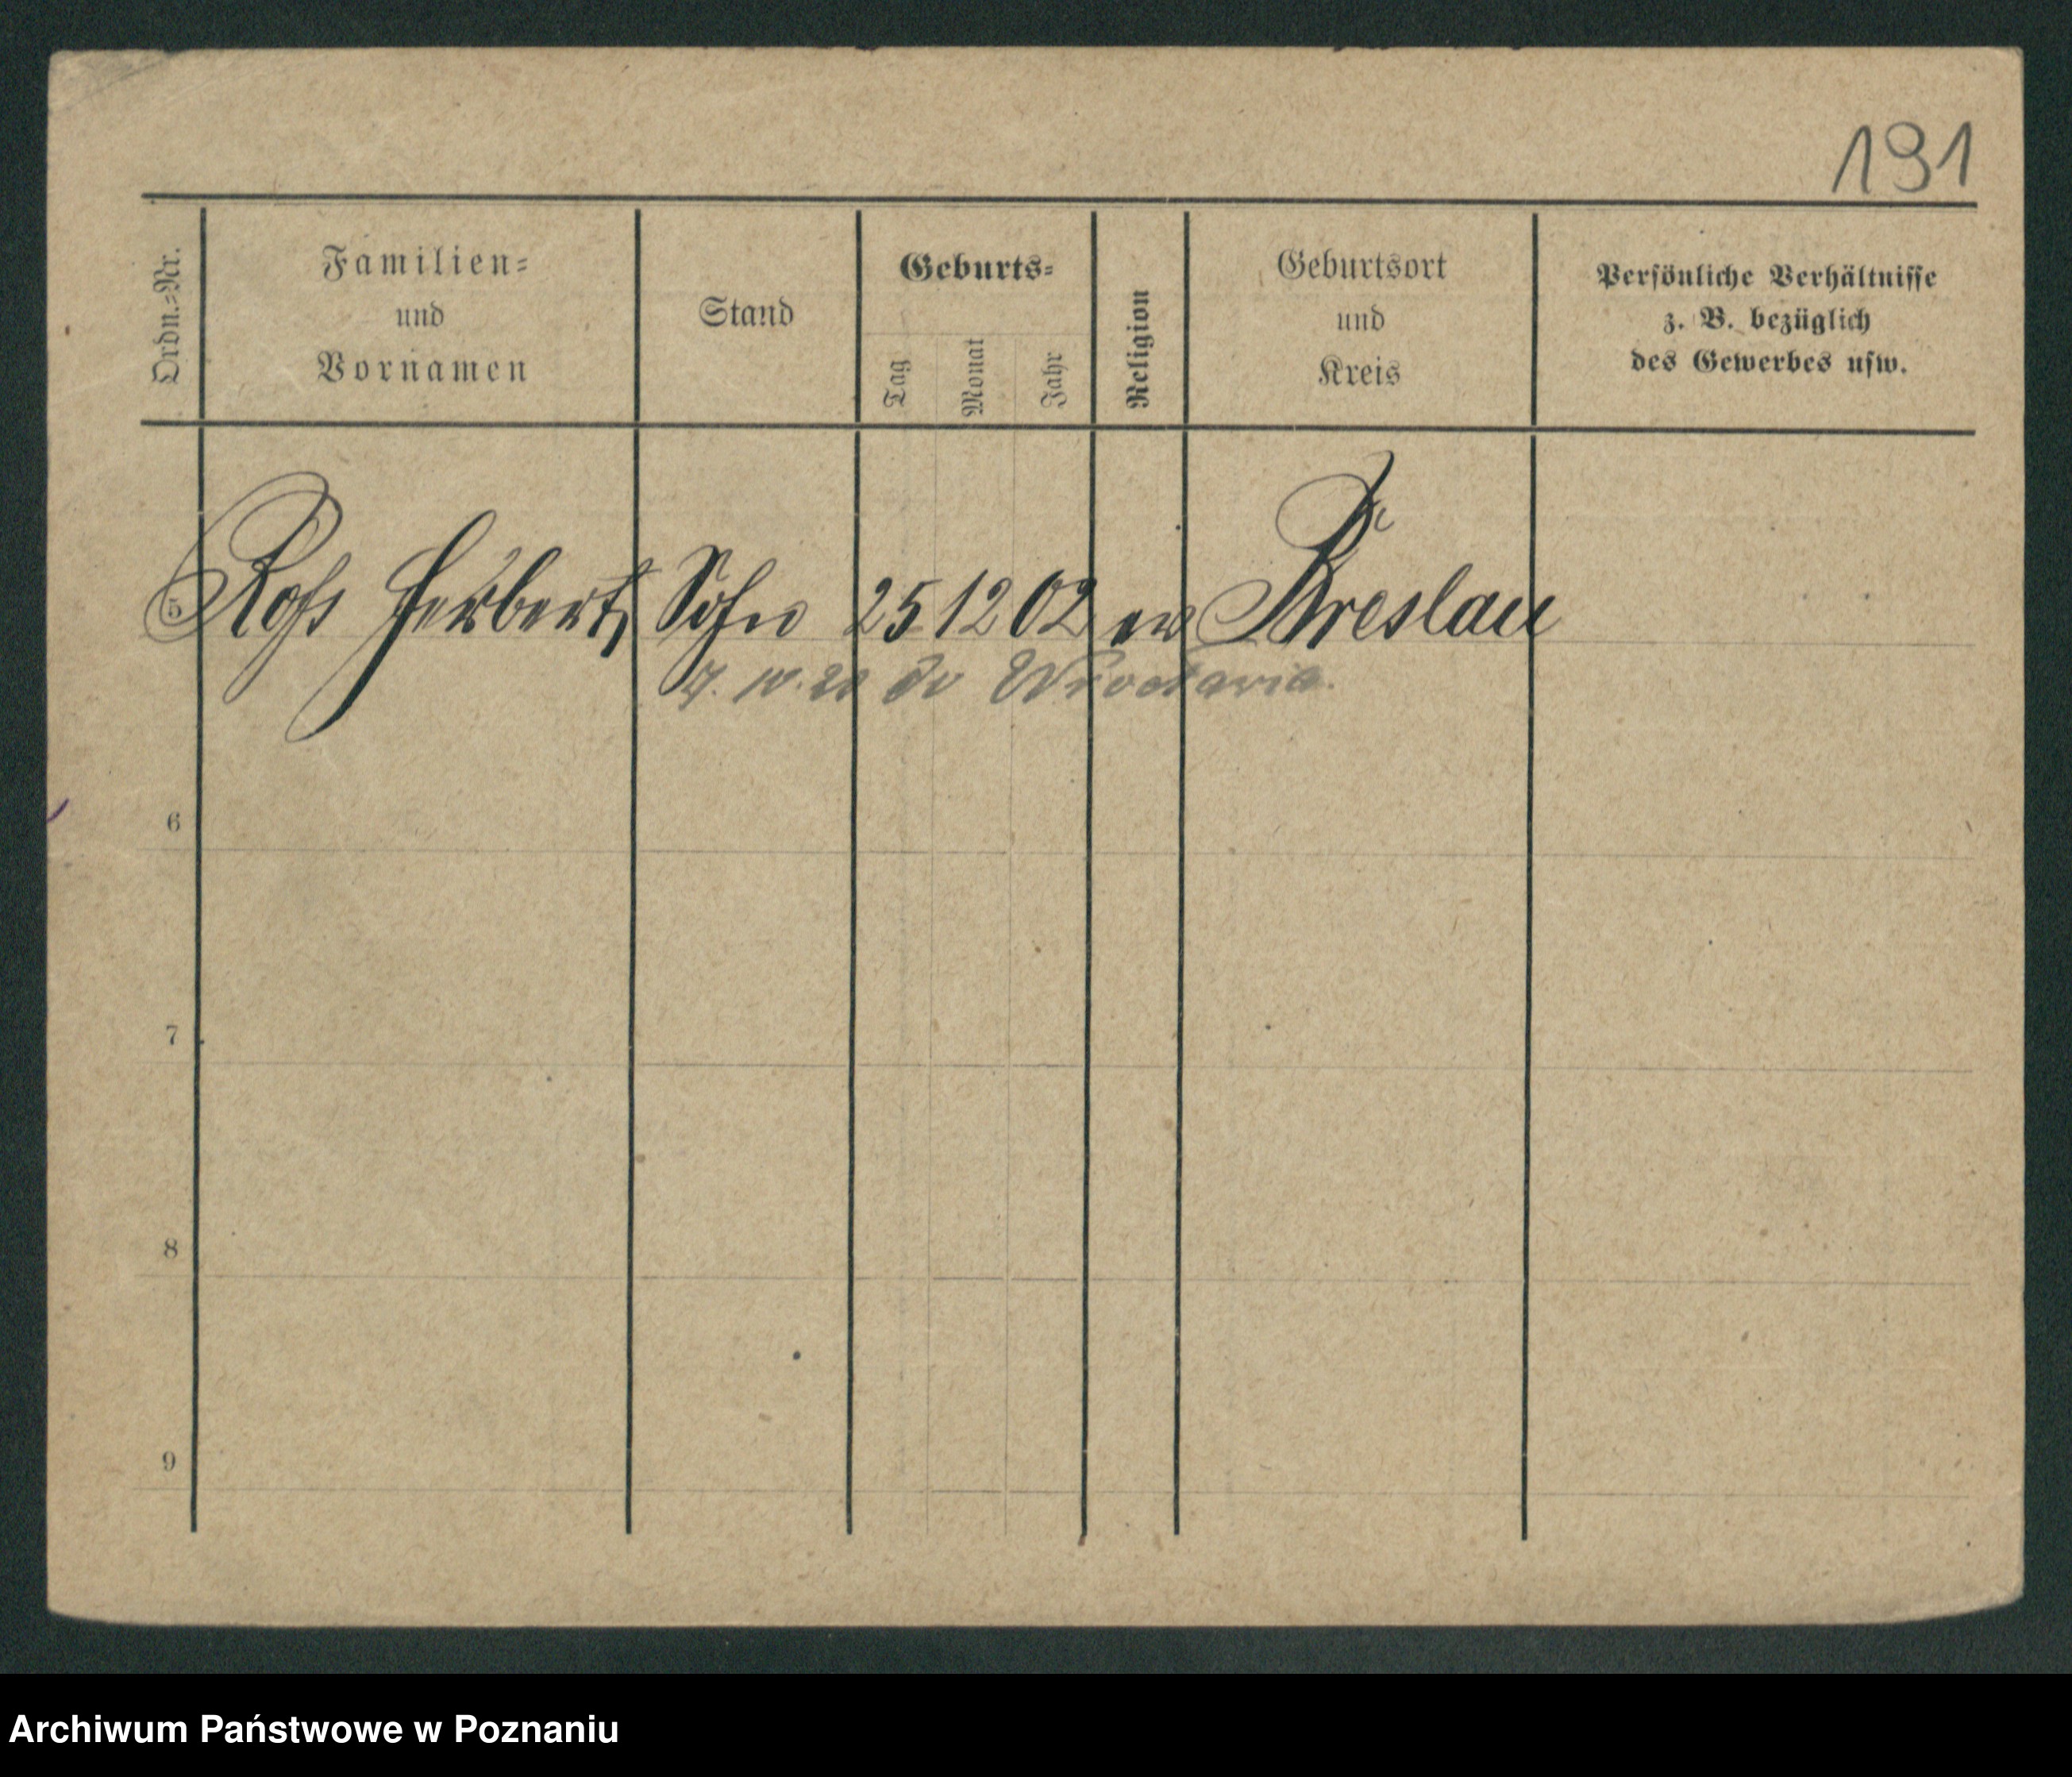 191
Ordn.=Nr.
Familien=
und
Vornamen
Stand
Geburts=
Tag
Monat
Jahr
Religion
Geburtsort
und
Kreis
Persönliche Verhältnisse
z. B. bezüglich
des Gewerbes usw.
5 Roß Herbert Sohn 25 12 02 ev Breslau
7. 10. 20 do Wrocławia.
6
7
8
9
Archiwum Państwowe w Poznaniu